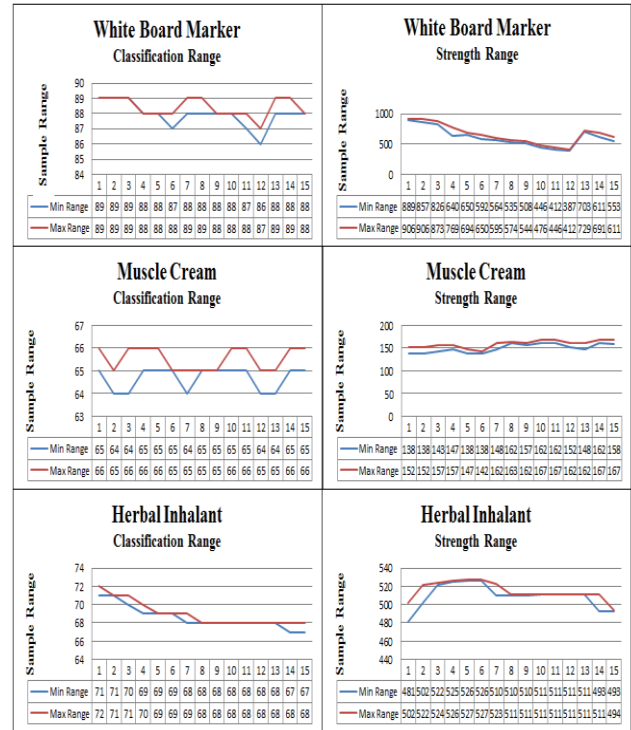 White Board Marker
Classification Range
Sample Range
90
89
88
87
86
85
84
1 2 3 4 5 6 7 8 9 10 11 12 13 14 15
Min Range 89 89 89 88 88 87 88 88 88 88 87 86 88 88 88
Max Range 89 89 89 88 88 88 89 89 88 88 88 87 89 89 88
White Board Marker
Strength Range
Sample Range
1000
500
0
1 2 3 4 5 6 7 8 9 10 11 12 13 14 15
Min Range 889 857 826 640 650 592 564 535 508 446 412 387 703 611 553
Max Range 906 906 873 769 694 650 595 574 544 476 446 412 729 691 611
Muscle Cream
Classification Range
Sample Range
67
66
65
64
63
1 2 3 4 5 6 7 8 9 10 11 12 13 14 15
Min Range 65 64 64 65 65 65 64 65 65 65 65 64 64 65 65
Max Range 66 65 66 66 66 65 65 65 65 66 66 65 65 66 66
Muscle Cream
Strength Range
Sample Range
200
150
100
50
0
1 2 3 4 5 6 7 8 9 10 11 12 13 14 15
Min Range 138 138 143 147 138 138 148 162 157 162 162 152 148 162 158
Max Range 152 152 157 157 147 142 162 163 162 167 167 162 162 167 167
Herbal Inhalant
Classification Range
Sample Range
74
72
70
68
66
64
1 2 3 4 5 6 7 8 9 10 11 12 13 14 15
Min Range 71 71 70 69 69 69 68 68 68 68 68 68 68 67 67
Max Range 72 71 71 70 69 69 69 68 68 68 68 68 68 68 68
Herbal Inhalant
Strength Range
Sample Range
540
520
500
480
460
440
1 2 3 4 5 6 7 8 9 10 11 12 13 14 15
Min Range 481 502 522 525 526 526 510 510 510 511 511 511 511 493 493
Max Range 502 522 524 526 527 527 523 511 511 511 511 511 511 511 494